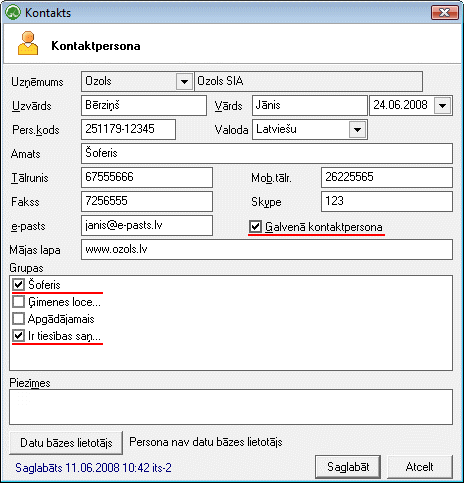 Kontakts
Kontaktpersona
Uzņēmums Ozols Ozols SIA
Uzvārds Bērziņš Vārds Jānis 24.06.2008
Pers.kods 251179-12345 Valoda Latviešu
Amats Šoferis
Tālrunis 67555666 Mob.tālr. 26225565
Fakss 7256555 Skype 123
e-pasts janis@e-pasts.lv Galvenā kontaktpersona
Mājas lapa www.ozols.lv
Grupas
Šoferis
Ģimenes loce...
Apgādājamais
Ir tiesības saņ...
Piezīmes
Datu bāzes lietotājs Persona nav datu bāzes lietotājs
Saglabāts 11.06.2008 10:42 its-2 Saglabāt Atcelt